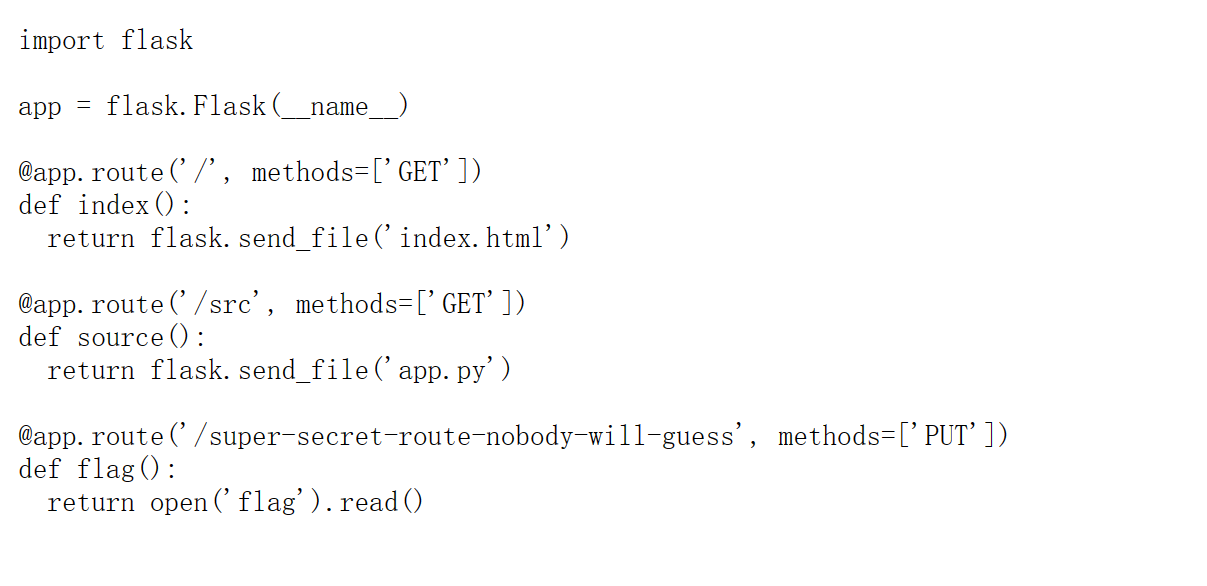 import flask

app = flask.Flask(__name__)

@app.route('/', methods=['GET'])
def index():
  return flask.send_file('index.html')

@app.route('/src', methods=['GET'])
def source():
  return flask.send_file('app.py')

@app.route('/super-secret-route-nobody-will-guess', methods=['PUT'])
def flag():
  return open('flag').read()